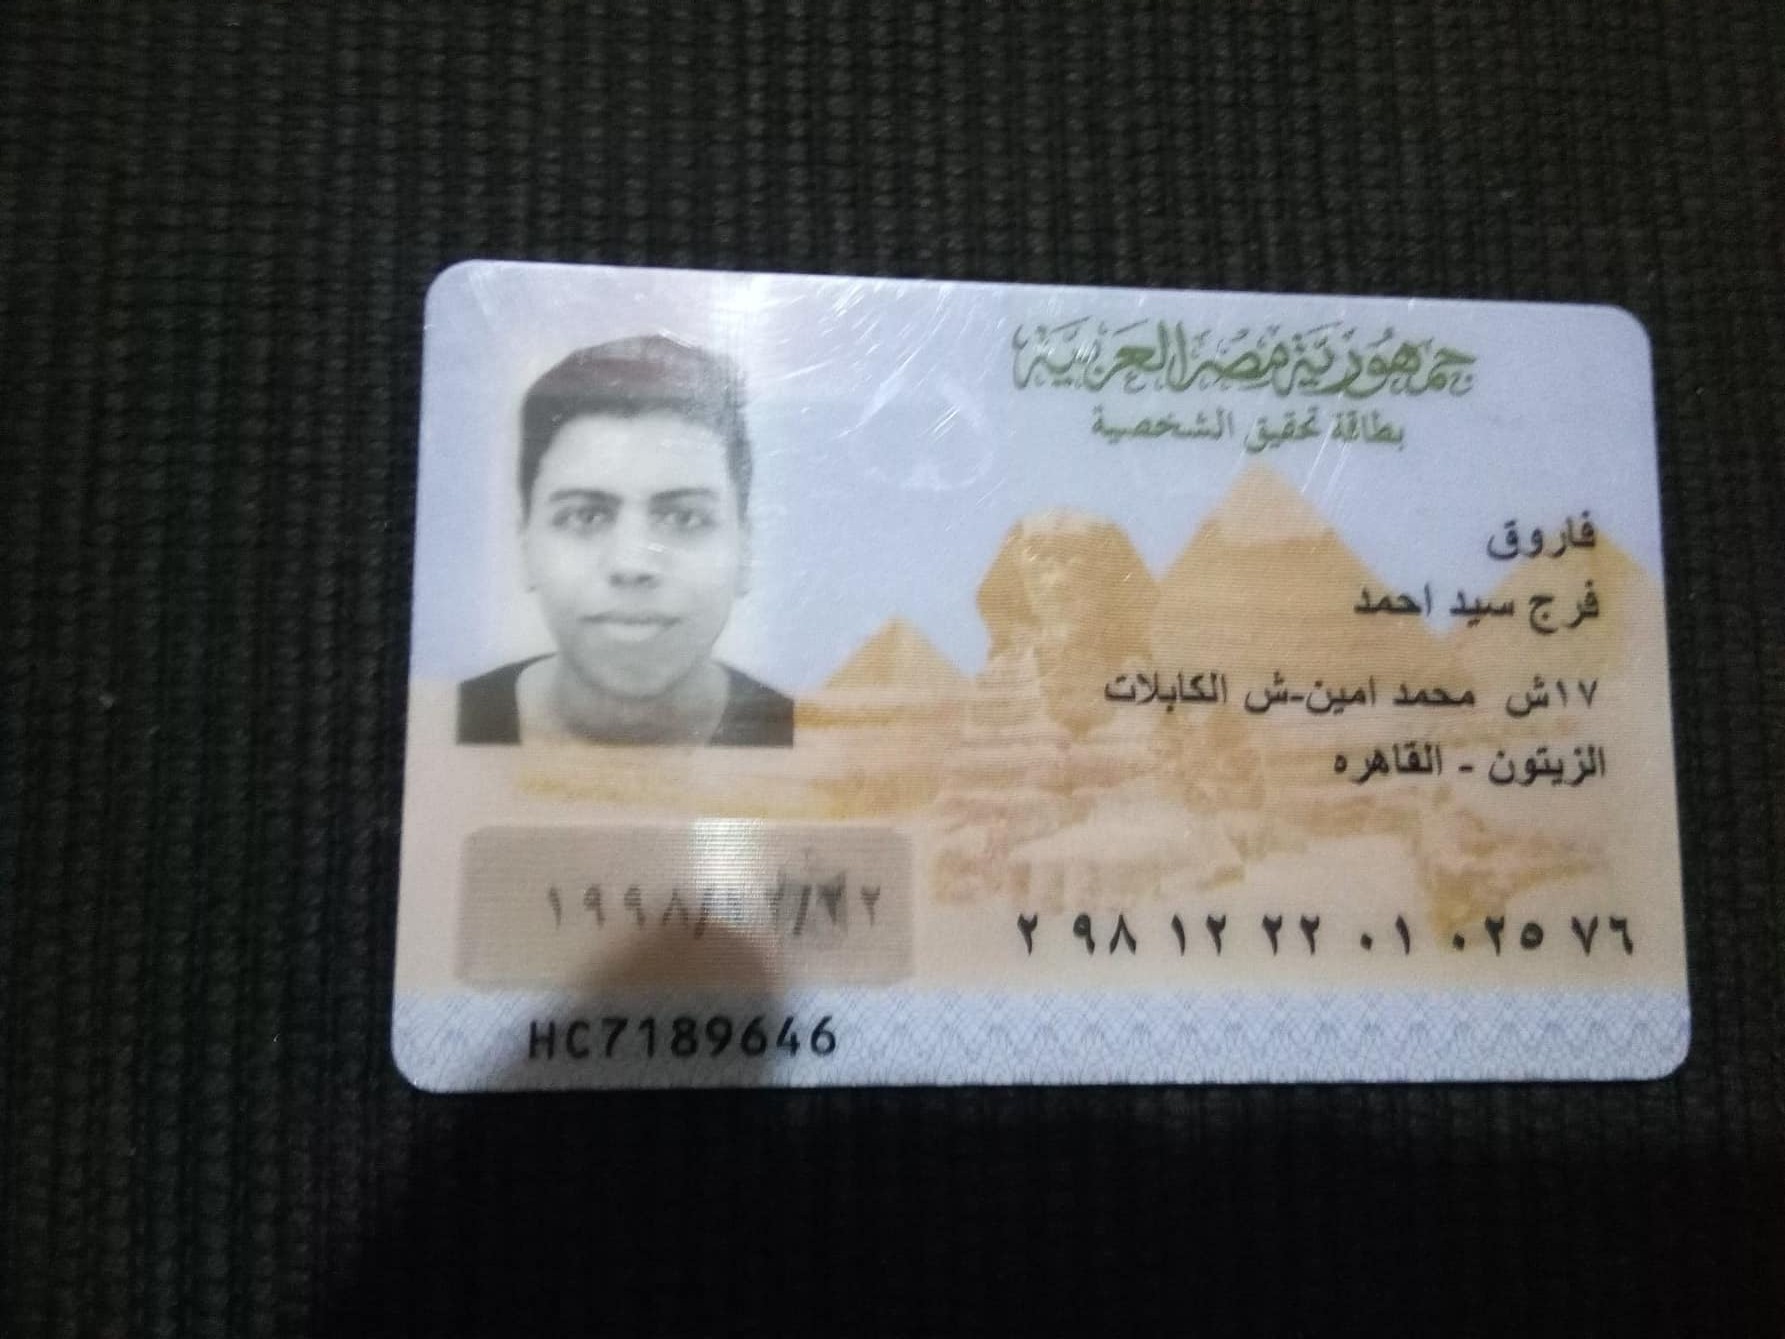 جمهورية مصر العربية
بطاقة تحقيق الشخصية
فاروق
فرج سيد احمد
١٧ش محمد امين-ش الكابلات
الزيتون - القاهره
٢ ٩٨ ١٢ ٢٢ ٠١ ٠٢٥ ٧٦
١٩٩٨/١٢/٢٢
HC7189646